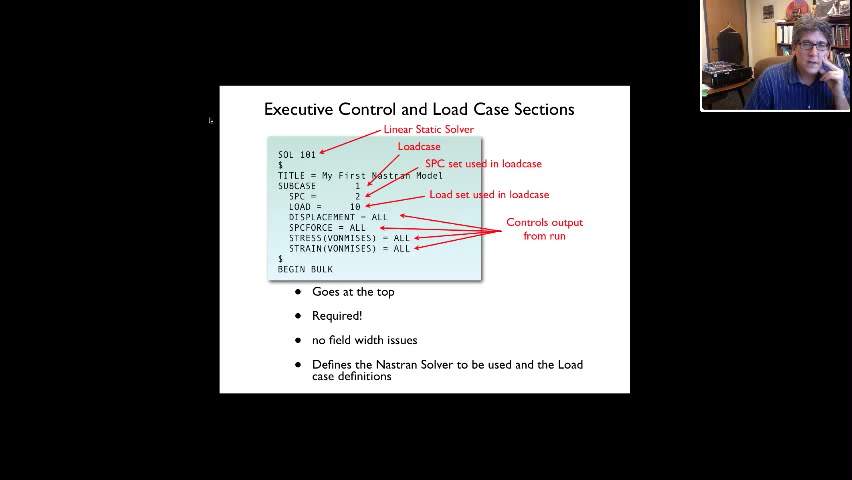 Executive Control and Load Case Sections
Linear Static Solver
Loadcase
SOL 101
$
SPC set used in loadcase
TITLE = My First Nastran Model
SUBCASE 1
SPC = 2
Load set used in loadcase
LOAD = 10
DISPLACEMENT = ALL
Controls output
from run
SPCFORCE = ALL
STRESS(VONMISES) = ALL
STRAIN(VONMISES) = ALL
$
BEGIN BULK
• Goes at the top
• Required!
• no field width issues
• Defines the Nastran Solver to be used and the Load
case definitions